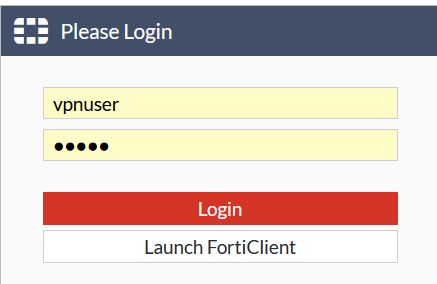 Please Login
vpnuser
●●●●●
Login
Launch FortiClient